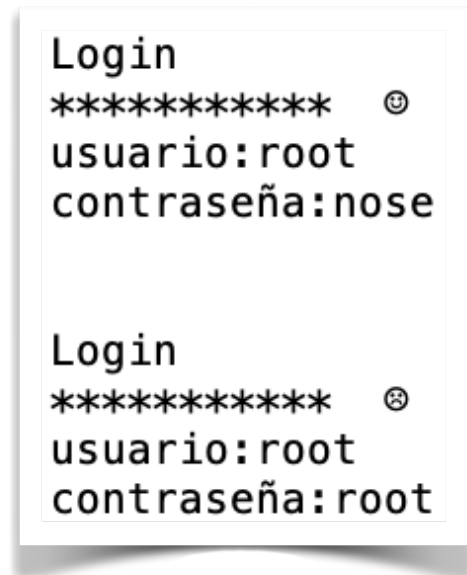 Login
*********** ☺
usuario:root
contraseña:nose
Login
*********** ☹
usuario:root
contraseña:root